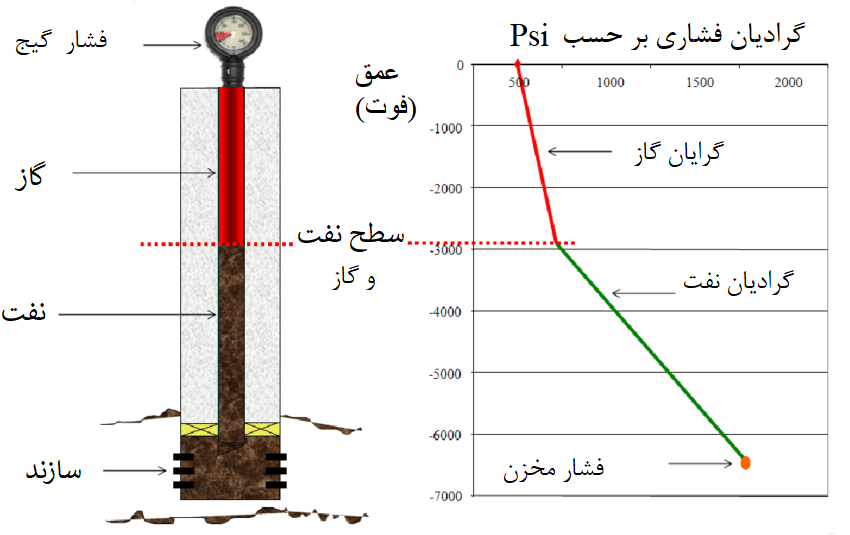 گرادیان فشاری بر حسب Psi
فشار گیج
عمق
(فوت)
0
500
1000
1500
2000
-1000
گرایان گاز
گاز
-2000
سطح نفت
و گاز
-3000
گرادیان نفت
نفت
-4000
-5000
-6000
سازند
فشار مخزن
-7000